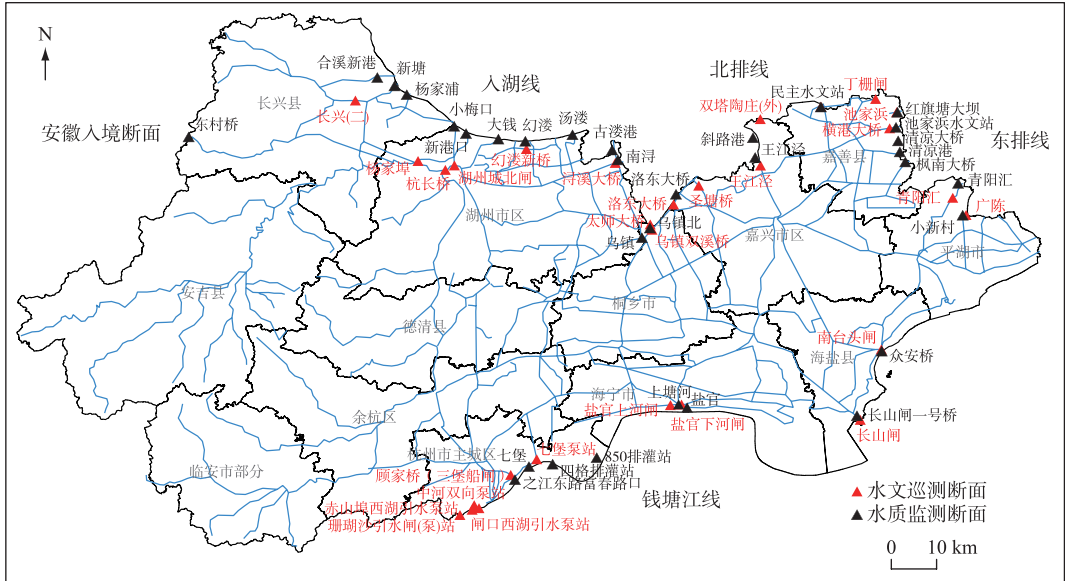 N
合溪新港
新塘
杨家浦
入湖线
北排线
丁栅闸
民主水文站
长兴县
长兴(二)
小梅口
大钱
幻溇
汤溇
古溇港
双塔陶庄(外)
池家浜
红旗塘大坝
安徽入境断面
东村桥
横港大桥
池家浜水文站
斜路港
清凉大桥
东排线
新港口
幻溇新桥
南浔
王江泾
嘉善县
清凉港
枫南大桥
杨家埠
杭长桥
湖州城北闸
浔溪大桥
洛东大桥
王江泾
青阳汇
洛东大桥
圣塘桥
青阳汇
广陈
湖州市区
太师大桥
乌镇北
小新村
乌镇
乌镇双溪桥
嘉兴市区
平湖市
安吉县
桐乡市
德清县
南台头闸
众安桥
海盐县
海宁市
上塘河
盐官
余杭区
盐官上河闸
盐官下河闸
长山闸一号桥
长山闸
杭州市主城区
七堡
七堡泵站
850排灌站
临安市部分
顾家桥
三堡船闸
四格排灌站
之江东路富春路口
中河双向泵站
钱塘江线
赤山埠西湖引水泵站
珊瑚沙引水闸(泵)站
闸口西湖引水泵站
水文巡测断面
水质监测断面
0 10 km